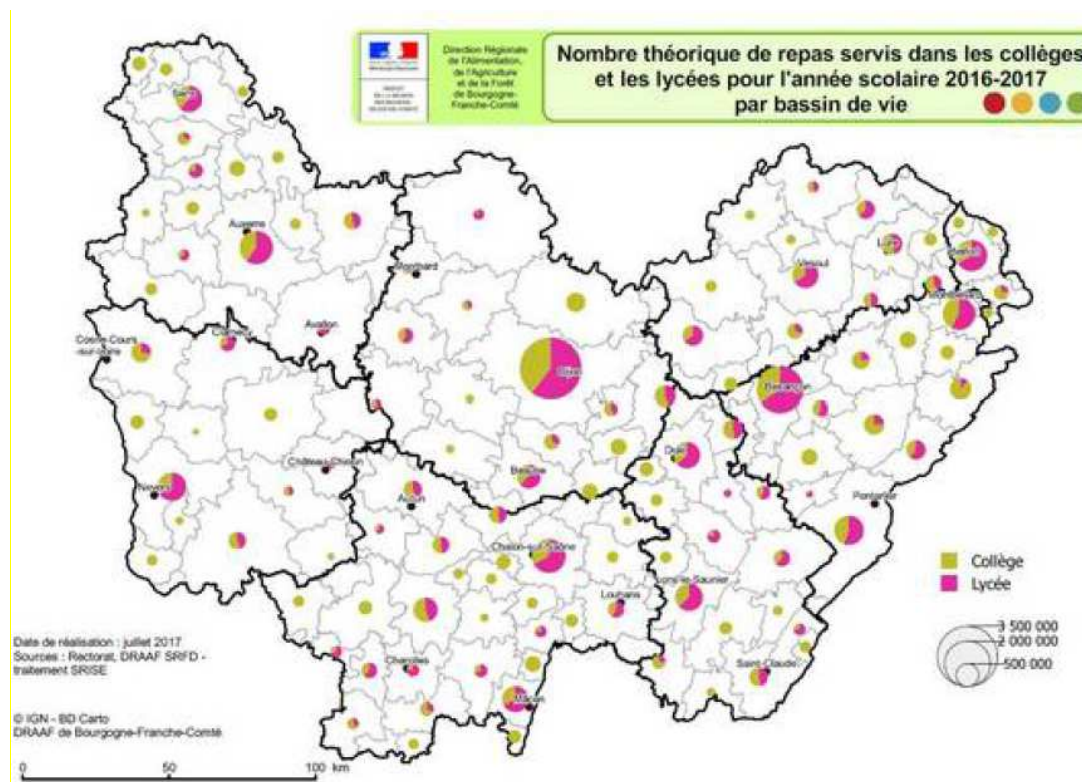 Direction Régionale
de l'Alimentation,
de l'Agriculture
et de la Forêt
de Bourgogne-
Franche-Comté
Nombre théorique de repas servis dans les collèges
et les lycées pour l'année scolaire 2016-2017
par bassin de vie
Sens
Auxerre
Montbard
Avallon
Clamecy
Cosne-Cours
-sur-Loire
Vesoul
Lure
Belfort
Montbéliard
Dijon
Besançon
Château-Chinon
Nevers
Beaune
Dole
Autun
Pontarlier
Chalon-sur-Saône
Lons-le-Saunier
Louhans
Charolles
Saint-Claude
Mâcon
Collège
Lycée
3 500 000
2 000 000
500 000
Date de réalisation : juillet 2017
Sources : Rectorat, DRAAF SRFD -
traitement SRISE
© IGN - BD Carto
DRAAF de Bourgogne-Franche-Comté
0 50 100 km